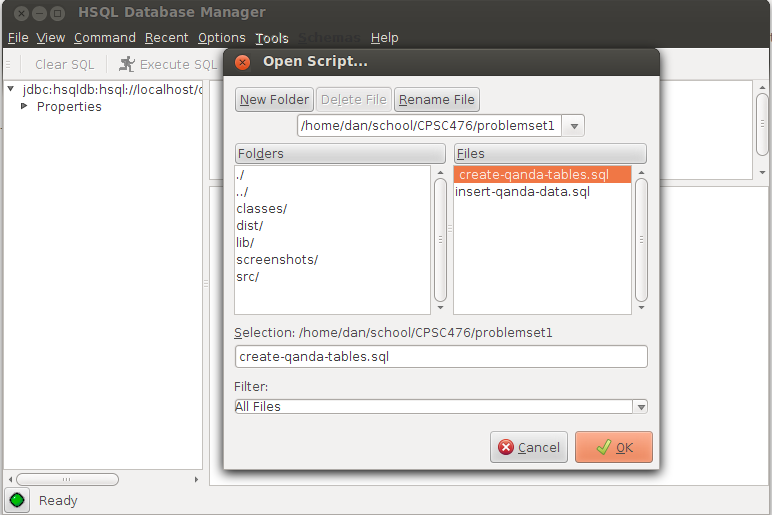 HSQL Database Manager
File View Command Recent Options Tools Schemas Help
Clear SQL Execute SQL
Open Script...
jdbc:hsqldb:hsql://localhost/
Properties
New Folder Delete File Rename File
/home/dan/school/CPSC476/problemset1
Folders Files
./ create-qanda-tables.sql
../ insert-qanda-data.sql
classes/
dist/
lib/
screenshots/
src/
Selection: /home/dan/school/CPSC476/problemset1
create-qanda-tables.sql
Filter:
All Files
Cancel OK
Ready